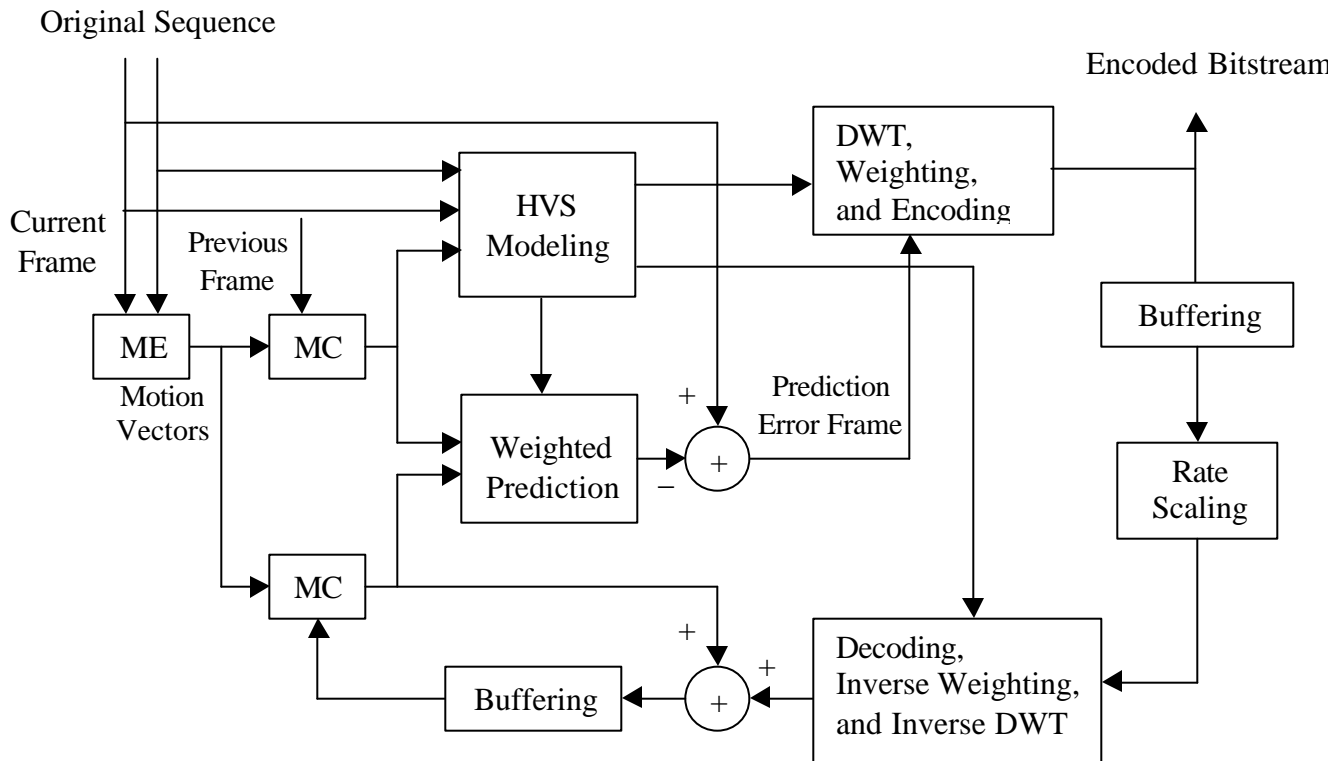 Original Sequence
Encoded Bitstream
DWT,
Weighting,
and Encoding
HVS
Modeling
Current
Frame
Previous
Frame
ME
MC
Buffering
Motion
Vectors
+
Prediction
Error Frame
Weighted
Prediction
+
−
Rate
Scaling
MC
+
+
Decoding,
Inverse Weighting,
and Inverse DWT
Buffering
+